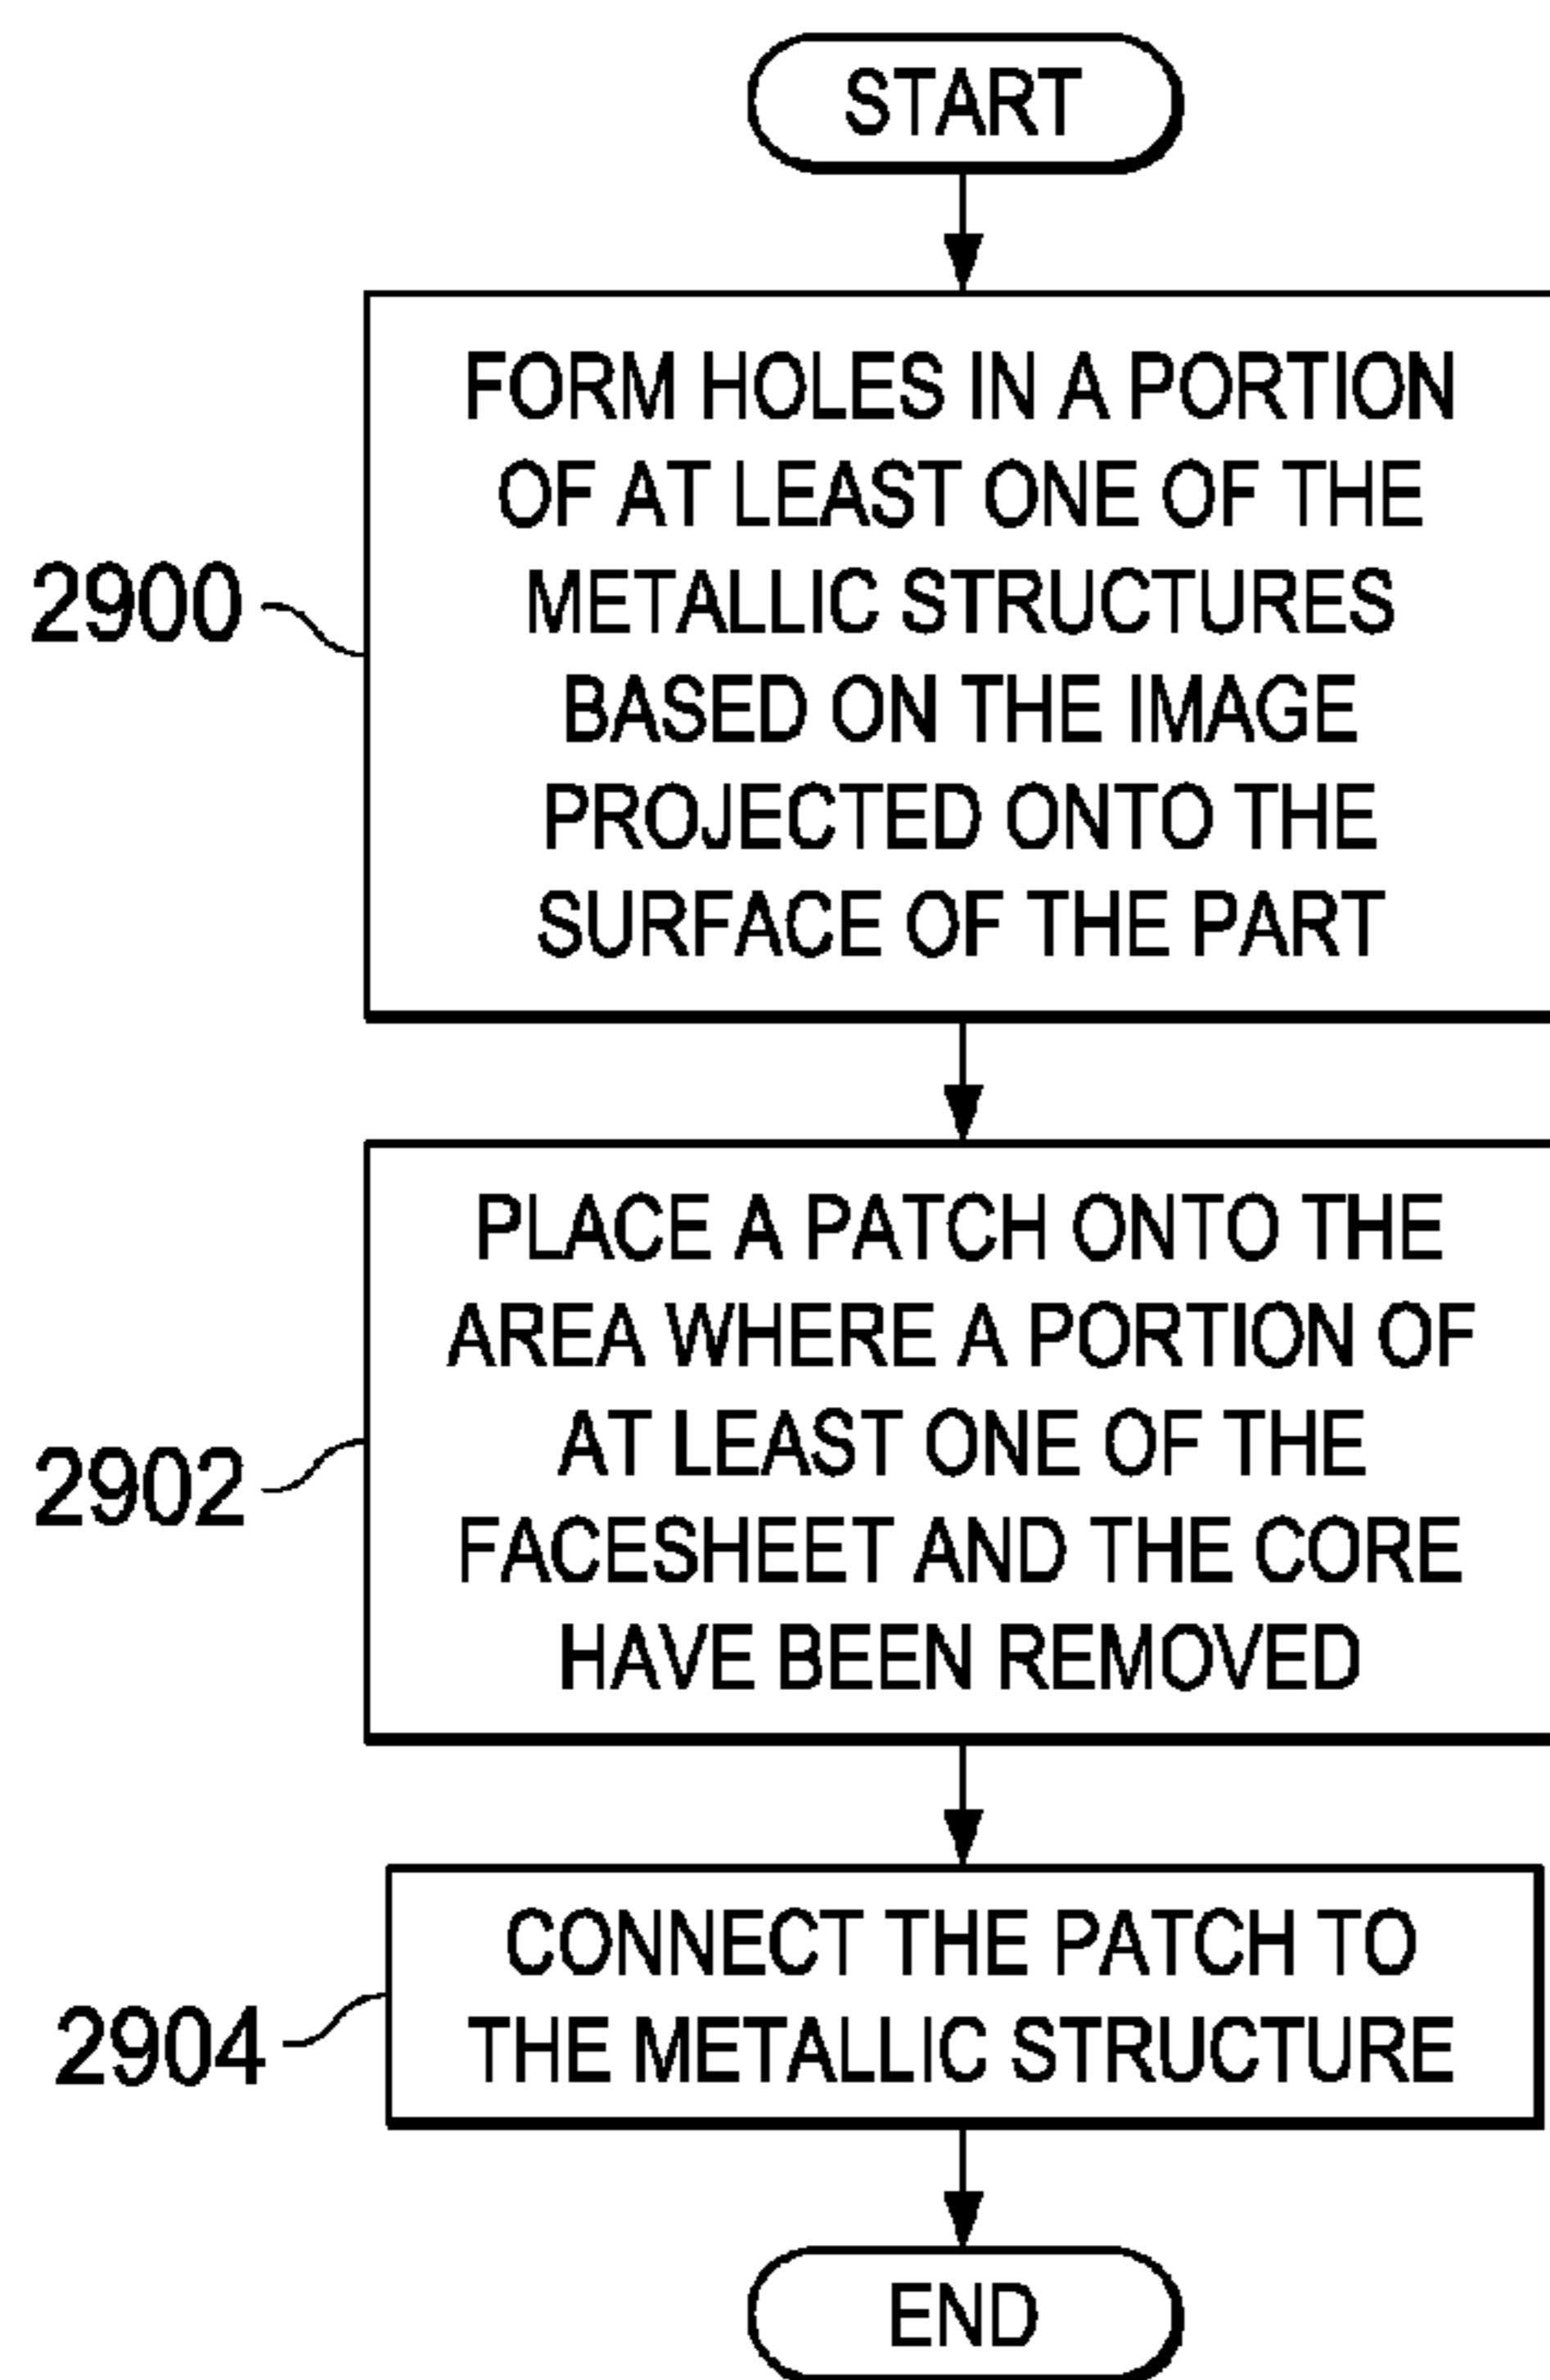 START
FORM HOLES IN A PORTION
OF AT LEAST ONE OF THE
METALLIC STRUCTURES
BASED ON THE IMAGE
PROJECTED ONTO THE
SURFACE OF THE PART
2900
PLACE A PATCH ONTO THE
AREA WHERE A PORTION OF
AT LEAST ONE OF THE
FACESHEET AND THE CORE
HAVE BEEN REMOVED
2902
CONNECT THE PATCH TO
THE METALLIC STRUCTURE
2904
END